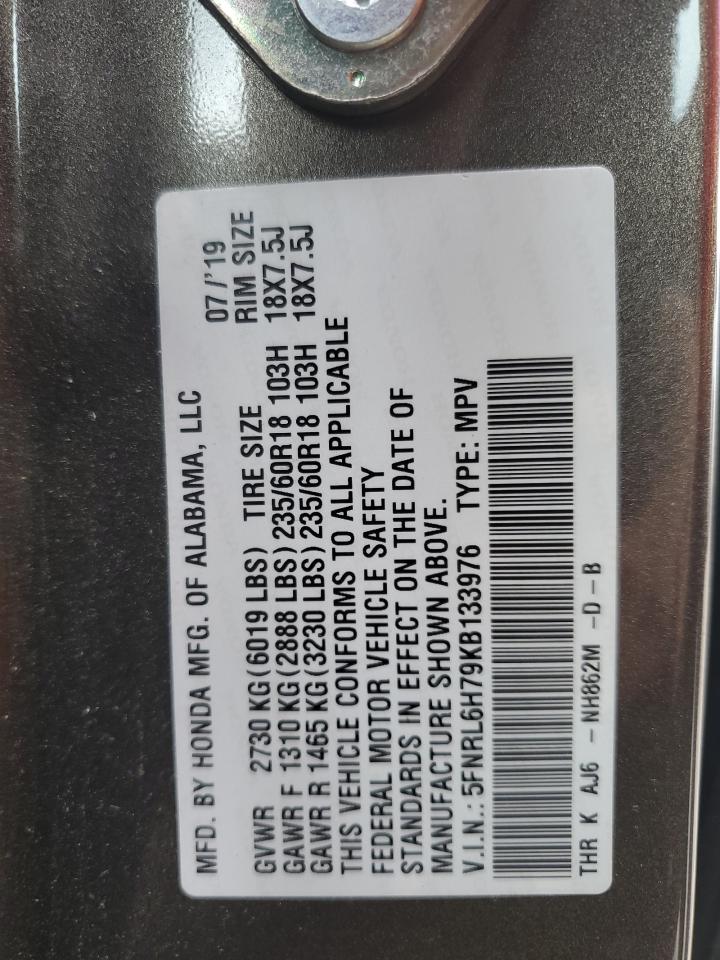 MFD. BY HONDA MFG. OF ALABAMA, LLC
07/'19
GVWR 2730 KG (6019 LBS) TIRE SIZE RIM SIZE
GAWR F 1310 KG (2888 LBS) 235/60R18 103H 18X7.5J
GAWR R 1465 KG (3230 LBS) 235/60R18 103H 18X7.5J
THIS VEHICLE CONFORMS TO ALL APPLICABLE
FEDERAL MOTOR VEHICLE SAFETY
STANDARDS IN EFFECT ON THE DATE OF
MANUFACTURE SHOWN ABOVE.
V.I.N.: 5FNRL6H79KB133976 TYPE: MPV
THR K AJ6 - NH862M - D - B